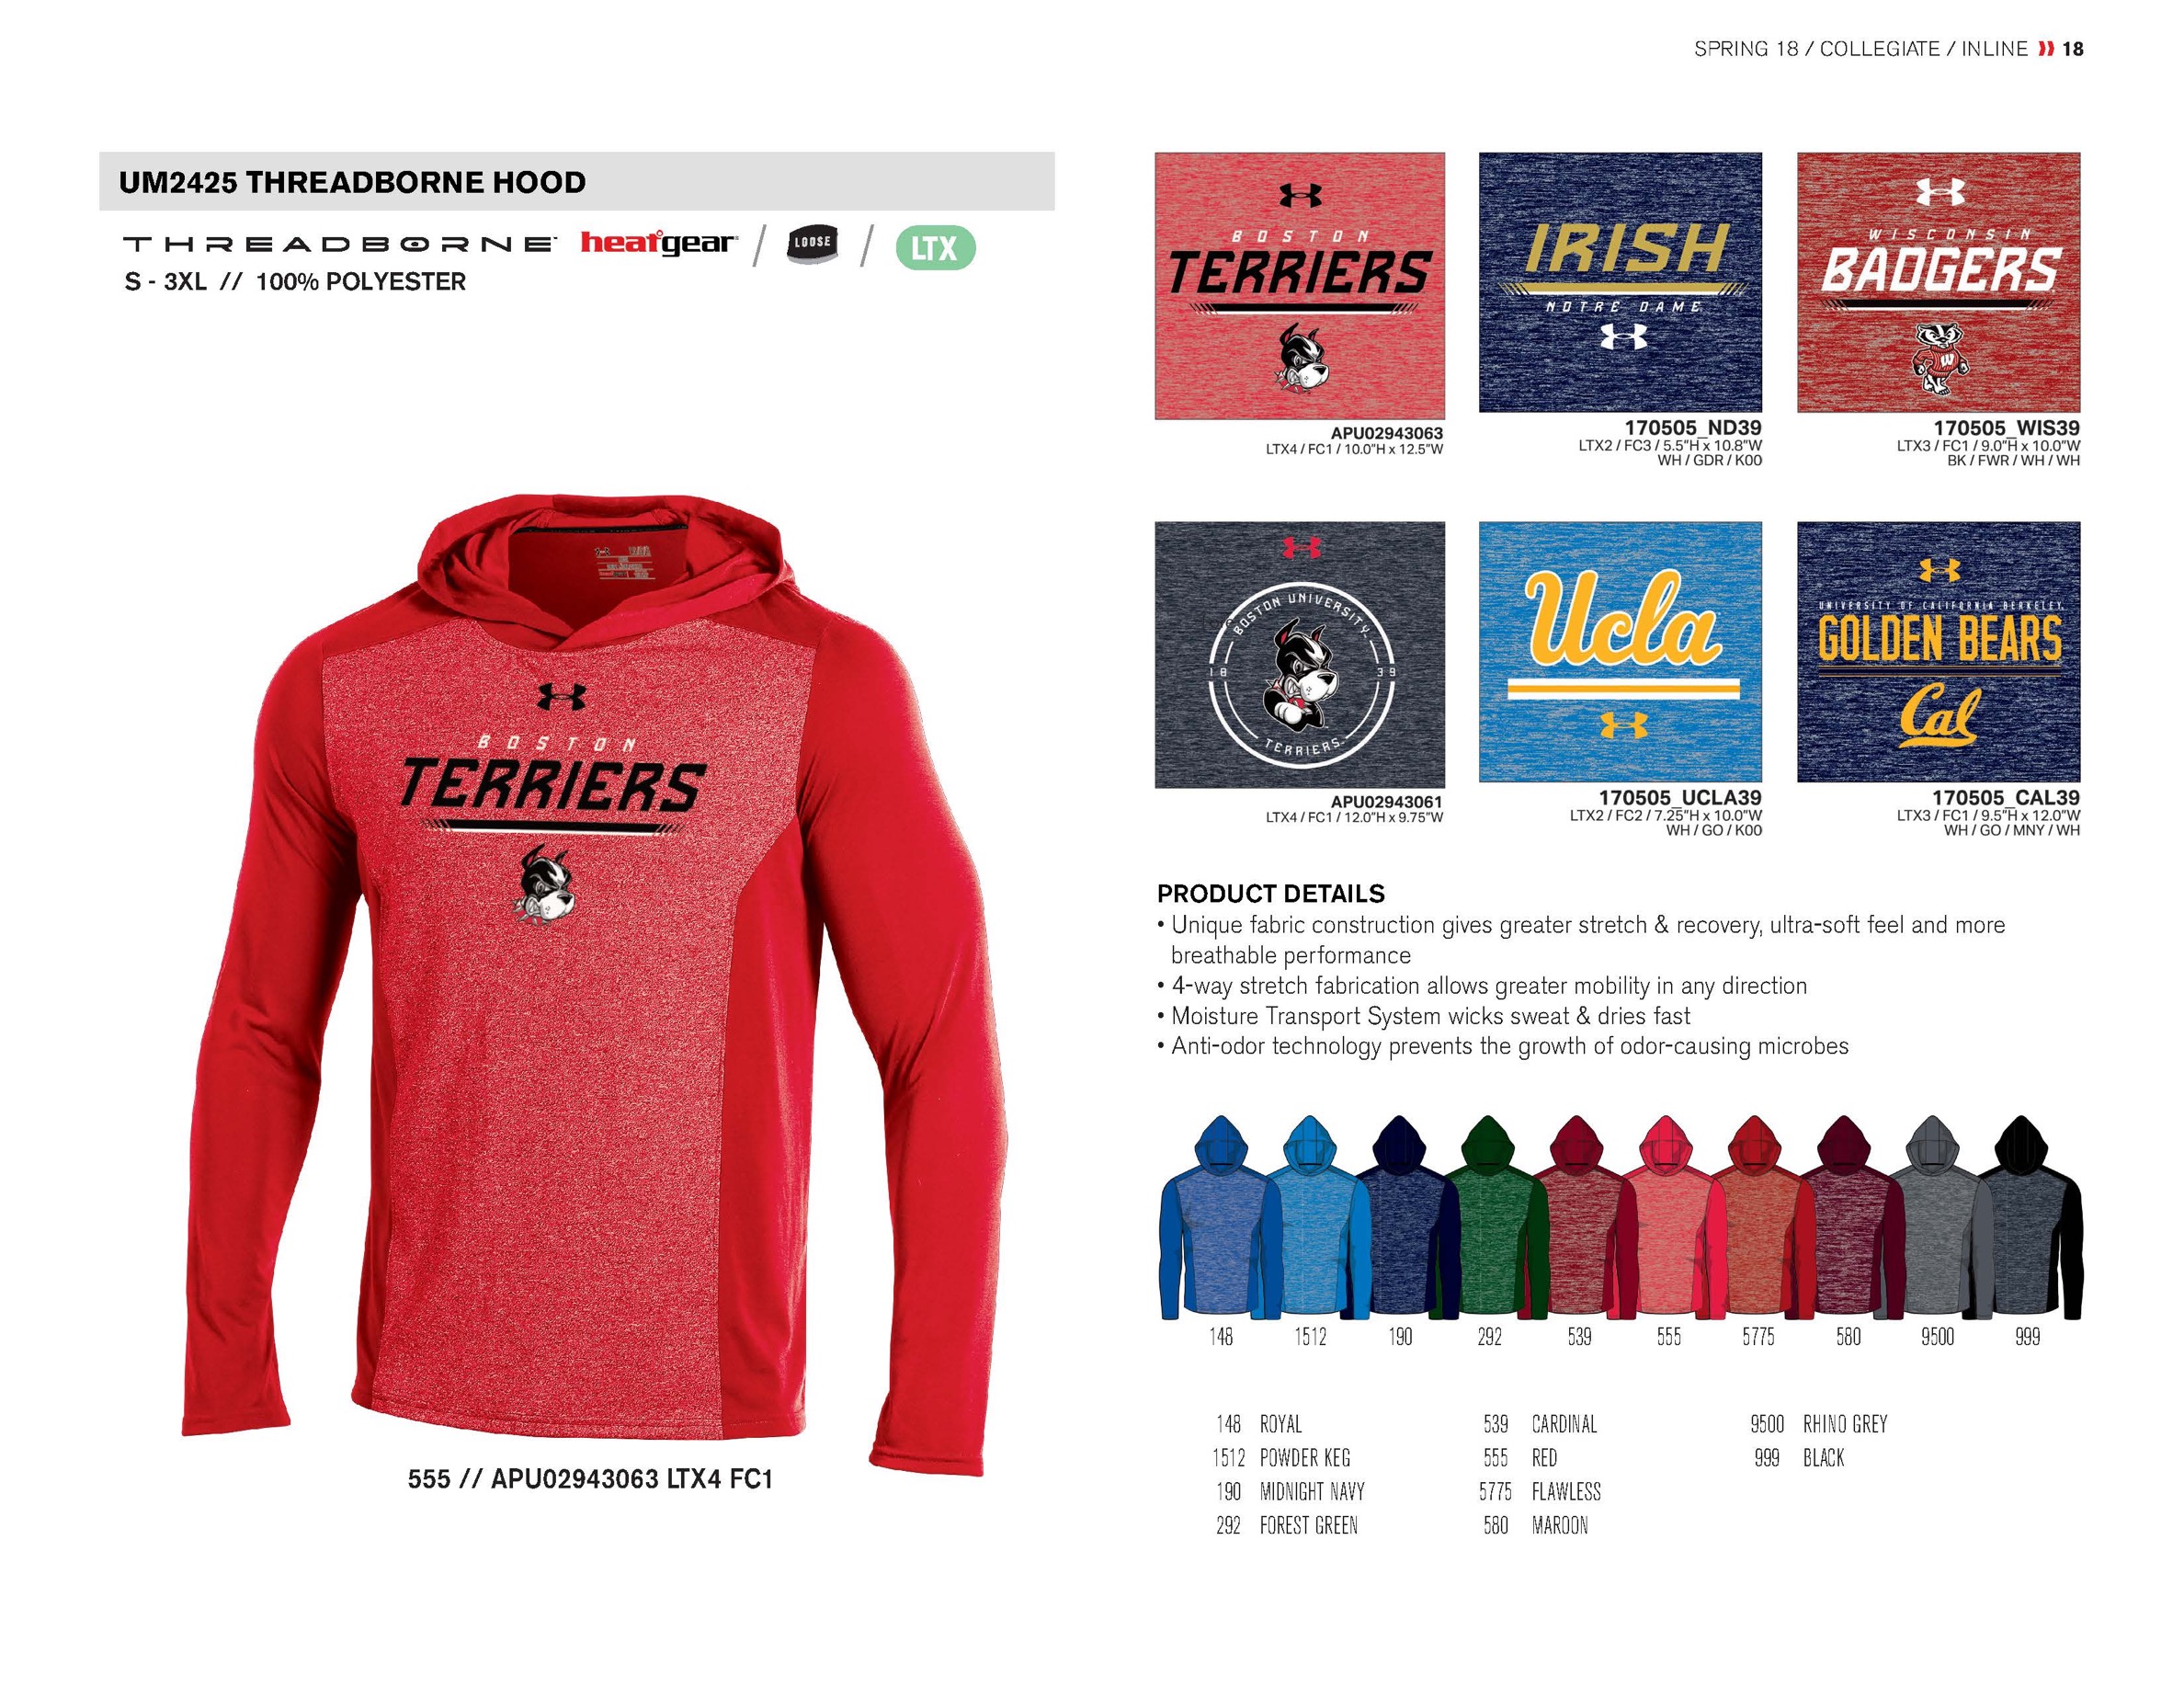 SPRING 18 / COLLEGIATE / INLINE 18
UM2425 THREADBORNE HOOD
THREADBORNE heatgear / LOOSE / LTX
S - 3XL // 100% POLYESTER
BOSTON
TERRIERS
555 // APU02943063 LTX4 FC1
BOSTON
TERRIERS
APU02943063
LTX4 / FC1 / 10.0"H x 12.5"W
IRISH
NOTRE DAME
170505_ND39
LTX2 / FC3 / 5.5"H x 10.8"W
WH / GDR / K00
WISCONSIN
BADGERS
W
170505_WIS39
LTX3 / FC1 / 9.0"H x 10.0"W
BK / FWR / WH / WH
BOSTON UNIVERSITY
18 39
TERRIERS
APU02943061
LTX4 / FC1 / 12.0"H x 9.75"W
Ucla
170505_UCLA39
LTX2 / FC2 / 7.25"H x 10.0"W
WH / GO / K00
UNIVERSITY OF CALIFORNIA BERKELEY
GOLDEN BEARS
Cal
170505_CAL39
LTX3 / FC1 / 9.5"H x 12.0"W
WH / GO / MNY / WH
PRODUCT DETAILS
• Unique fabric construction gives greater stretch & recovery, ultra-soft feel and more
breathable performance
• 4-way stretch fabrication allows greater mobility in any direction
• Moisture Transport System wicks sweat & dries fast
• Anti-odor technology prevents the growth of odor-causing microbes
148 1512 190 292 539 555 5775 580 9500 999
148 ROYAL
1512 POWDER KEG
190 MIDNIGHT NAVY
292 FOREST GREEN
539 CARDINAL
555 RED
5775 FLAWLESS
580 MAROON
9500 RHINO GREY
999 BLACK